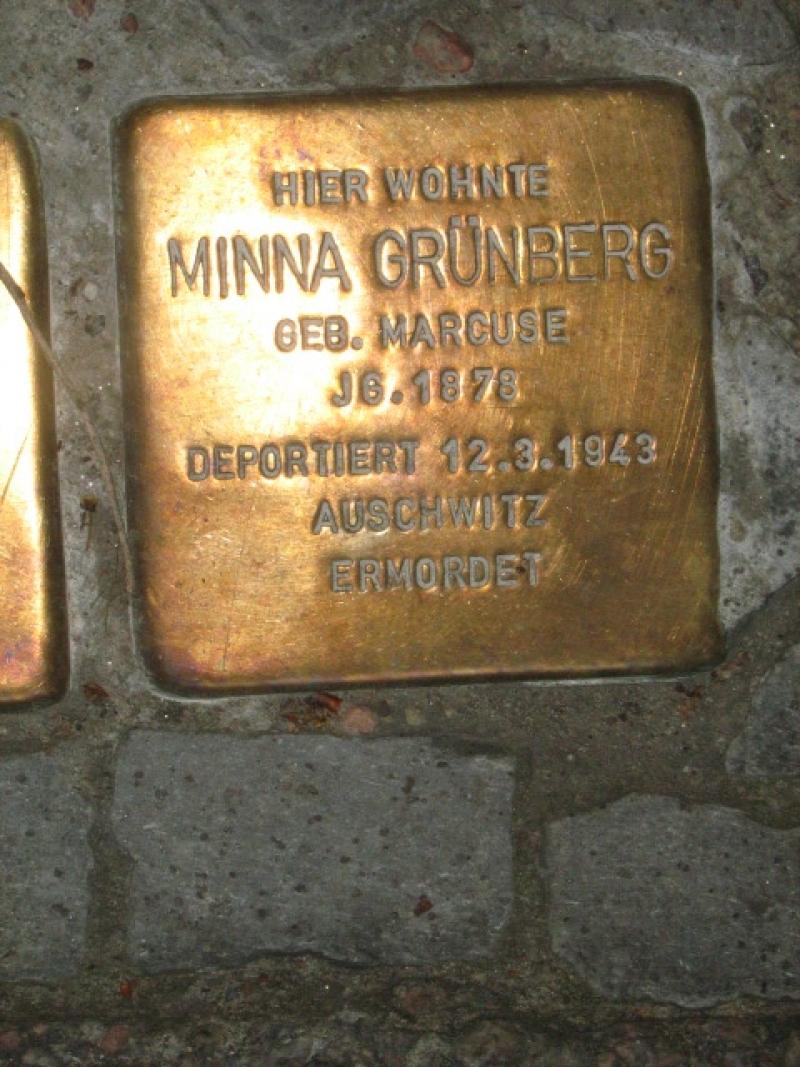 HIER WOHNTE
MINNA GRÜNBERG
GEB. MARCUSE
JG. 1878
DEPORTIERT 12.3.1943
AUSCHWITZ
ERMORDET